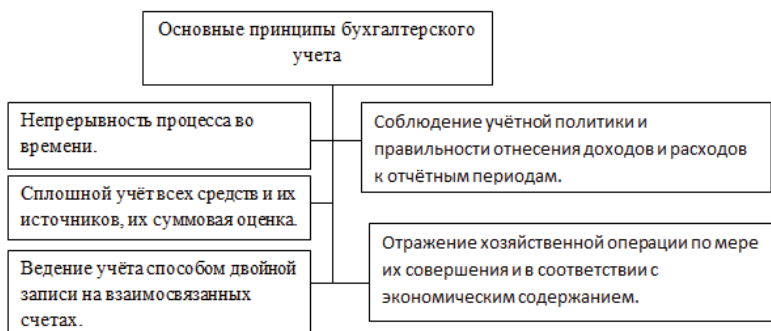 Основные принципы бухгалтерского
учета
Непрерывность процесса во
времени.
Соблюдение учётной политики и
правильности отнесения доходов и расходов
к отчётным периодам.
Сплошной учёт всех средств и их
источников, их суммовая оценка.
Отражение хозяйственной операции по мере
их совершения и в соответствии с
экономическим содержанием.
Ведение учёта способом двойной
записи на взаимосвязанных
счетах.